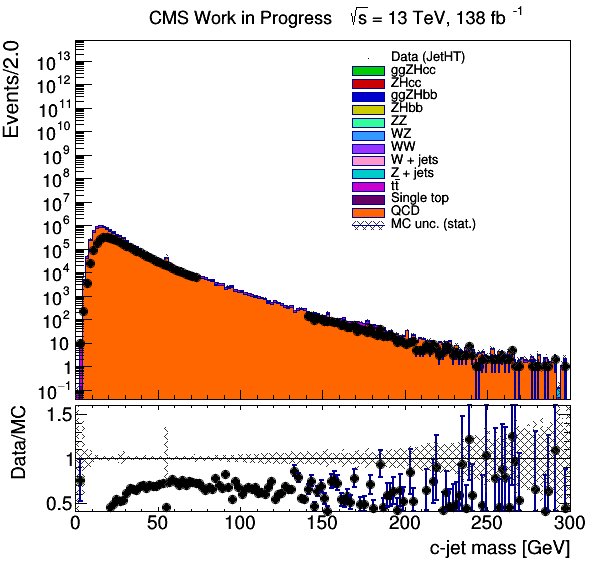 CMS Work in Progress √s = 13 TeV, 138 fb⁻¹
Events/2.0
10¹³
10¹²
10¹¹
10¹⁰
10⁹
10⁸
10⁷
10⁶
10⁵
10⁴
10³
10²
10
1
10⁻¹
Data (JetHT)
ggZHcc
ZHcc
ggZHbb
ZHbb
ZZ
WZ
WW
W + jets
Z + jets
tt̄
Single top
QCD
MC unc. (stat.)
Data/MC
1.5
1
0.5
0 50 100 150 200 250 300
c-jet mass [GeV]